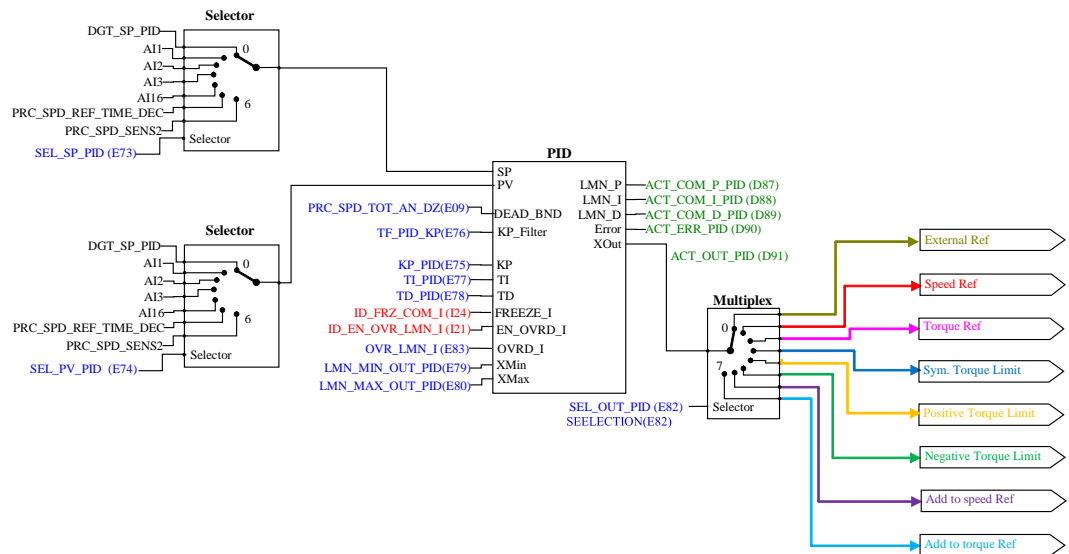 Selector
DGT_SP_PID
AI1
AI2
AI3
AI16
PRC_SPD_REF_TIME_DEC
PRC_SPD_SENS2
SEL_SP_PID (E73)
0
6
Selector
Selector
DGT_SP_PID
AI1
AI2
AI3
AI16
PRC_SPD_REF_TIME_DEC
PRC_SPD_SENS2
SEL_PV_PID (E74)
0
6
Selector
PID
PRC_SPD_TOT_AN_DZ(E09)
TF_PID_KP(E76)
KP_PID(E75)
TI_PID(E77)
TD_PID(E78)
ID_FRZ_COM_I (I24)
ID_EN_OVR_LMN_I (I21)
OVR_LMN_I (E83)
LMN_MIN_OUT_PID(E79)
LMN_MAX_OUT_PID(E80)
SP
PV
DEAD_BND
KP_Filter
KP
TI
TD
FREEZE_I
EN_OVRD_I
OVRD_I
XMin
XMax
LMN_P
LMN_I
LMN_D
Error
XOut
ACT_COM_P_PID (D87)
ACT_COM_I_PID (D88)
ACT_COM_D_PID (D89)
ACT_ERR_PID (D90)
ACT_OUT_PID (D91)
Multiplex
0
7
Selector
SEL_OUT_PID (E82)
SEELECTION(E82)
External Ref
Speed Ref
Torque Ref
Sym. Torque Limit
Positive Torque Limit
Negative Torque Limit
Add to speed Ref
Add to torque Ref